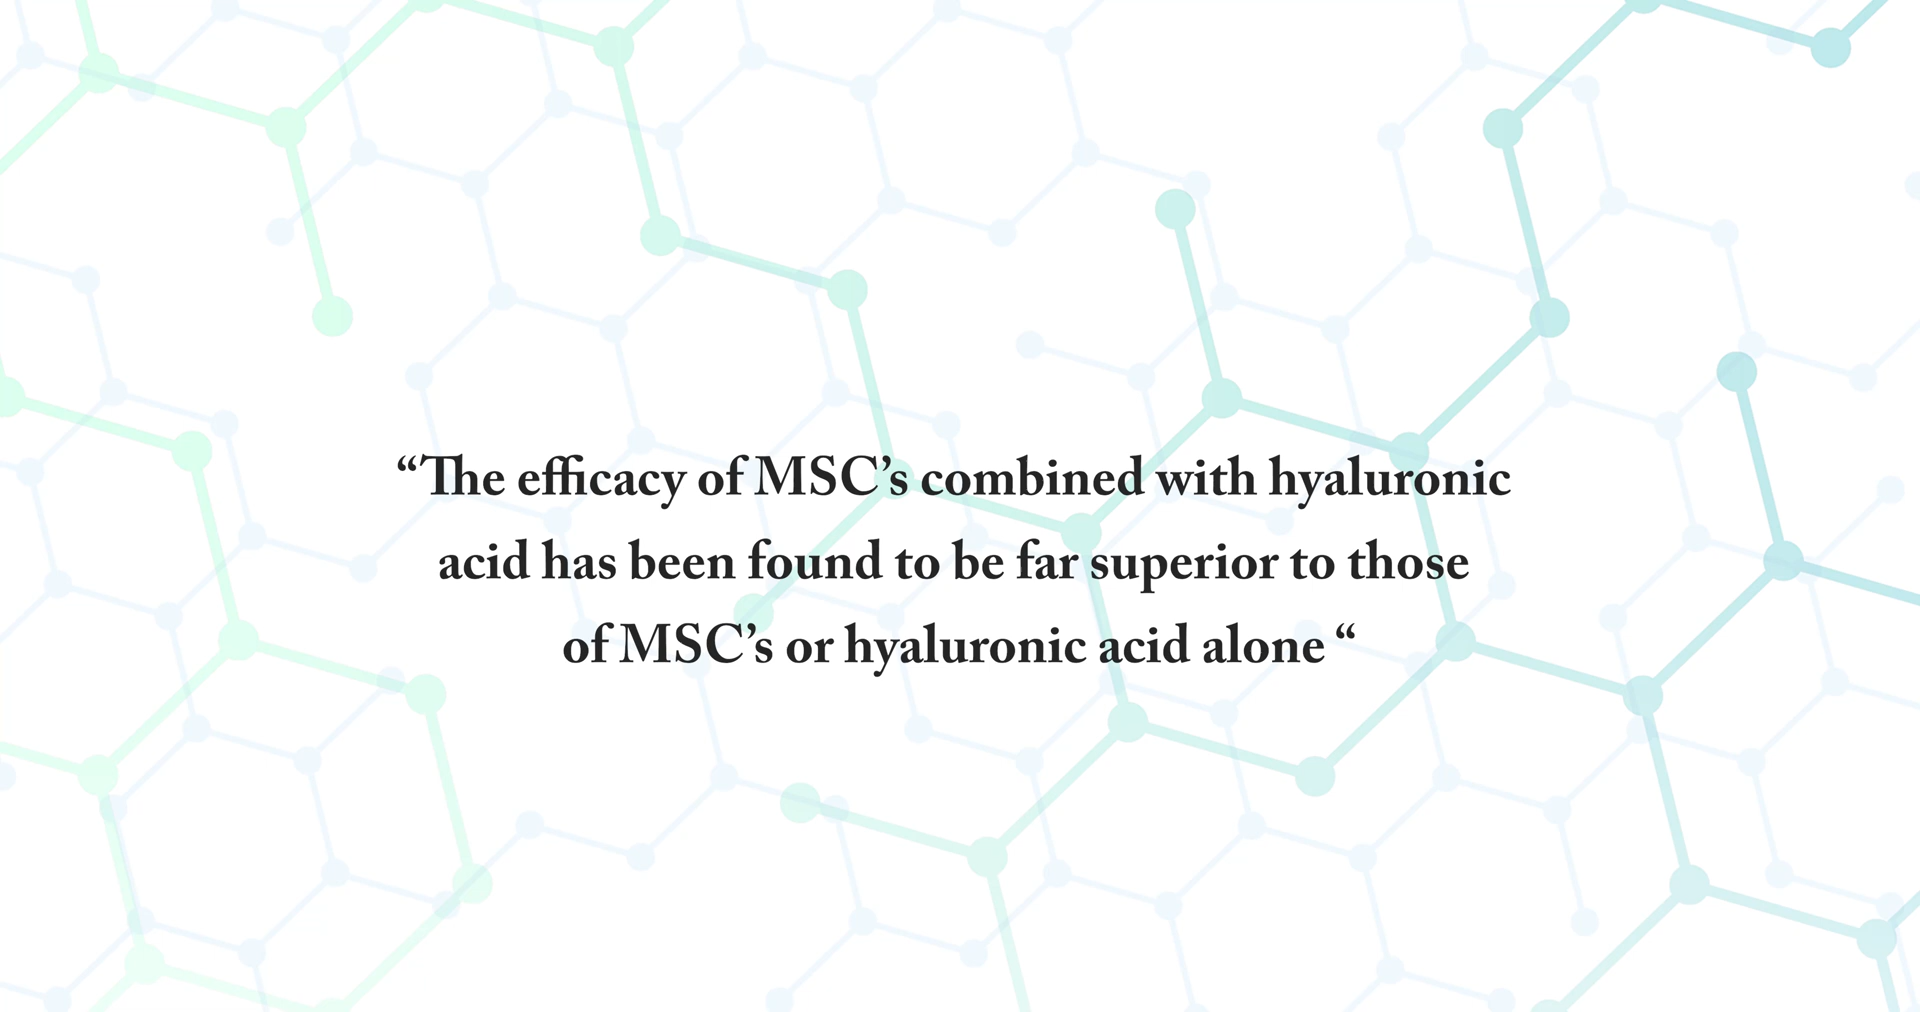 “The efficacy of MSC’s combined with hyaluronic
acid has been found to be far superior to those
of MSC’s or hyaluronic acid alone “